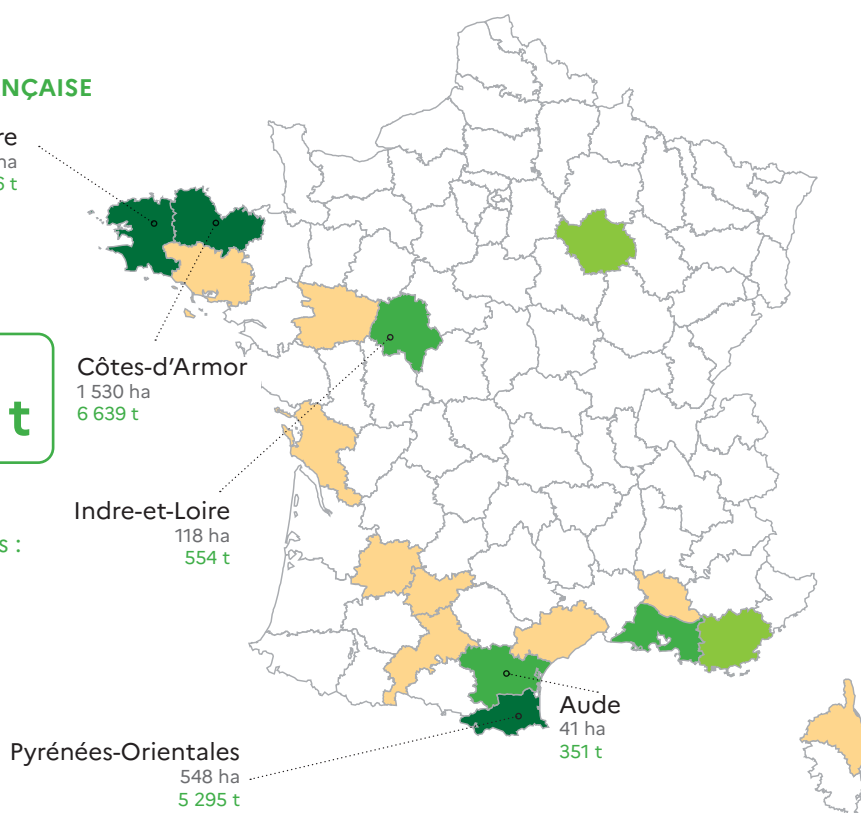 NÇAISE
re
ha
6 t
Côtes-d'Armor
1 530 ha
6 639 t
t
Indre-et-Loire
118 ha
554 t
s :
Aude
41 ha
351 t
Pyrénées-Orientales
548 ha
5 295 t